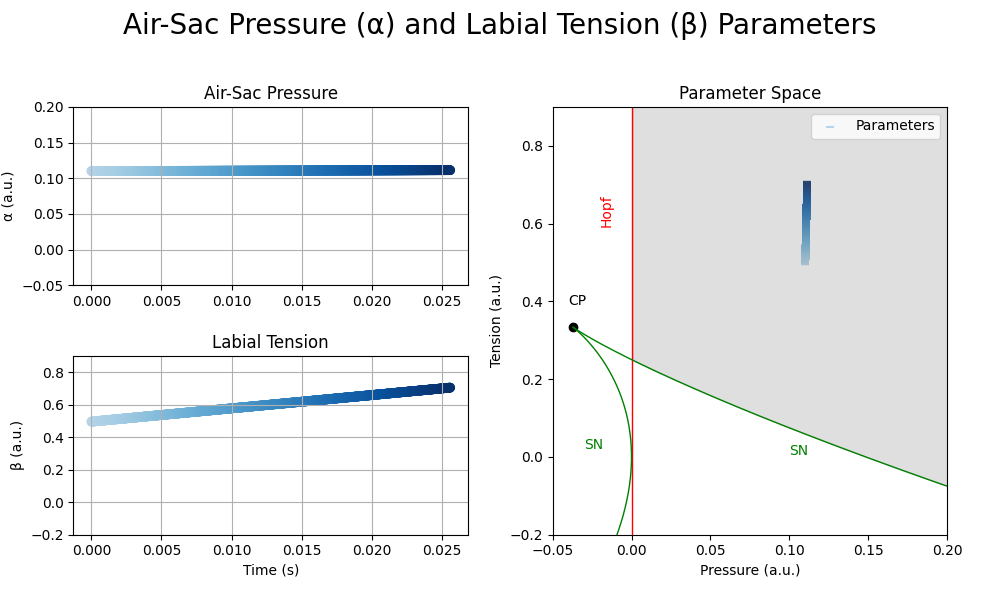 Air-Sac Pressure (α) and Labial Tension (β) Parameters
Air-Sac Pressure
α (a.u.)
0.20
0.15
0.10
0.05
0.00
−0.05
0.000 0.005 0.010 0.015 0.020 0.025
Labial Tension
β (a.u.)
0.8
0.6
0.4
0.2
0.0
−0.2
0.000 0.005 0.010 0.015 0.020 0.025
Time (s)
Parameter Space
Parameters
Tension (a.u.)
0.8
0.6
0.4
0.2
0.0
−0.2
Hopf
CP
SN
SN
−0.05 0.00 0.05 0.10 0.15 0.20
Pressure (a.u.)